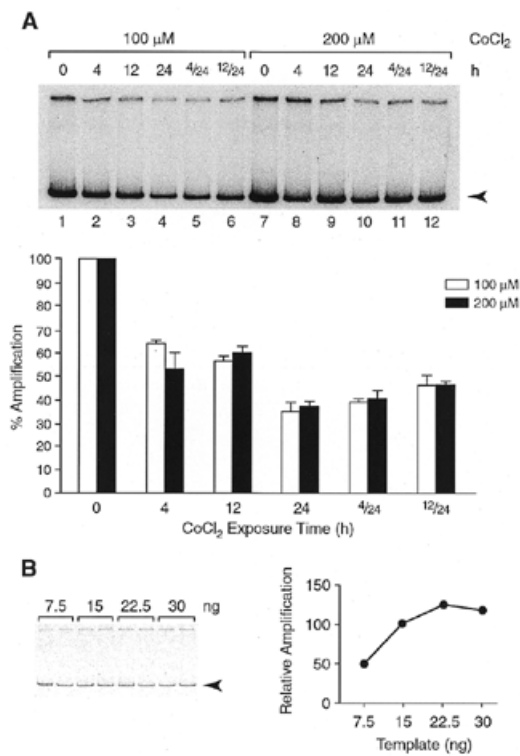 A
100 μM 200 μM CoCl2
0 4 12 24 4/24 12/24 0 4 12 24 4/24 12/24 h
1 2 3 4 5 6 7 8 9 10 11 12
100 μM
200 μM
% Amplification
100
90
80
70
60
50
40
30
20
10
0
0 4 12 24 4/24 12/24
CoCl2 Exposure Time (h)
B
7.5 15 22.5 30 ng
Relative Amplification
150
100
50
0
7.5 15 22.5 30
Template (ng)